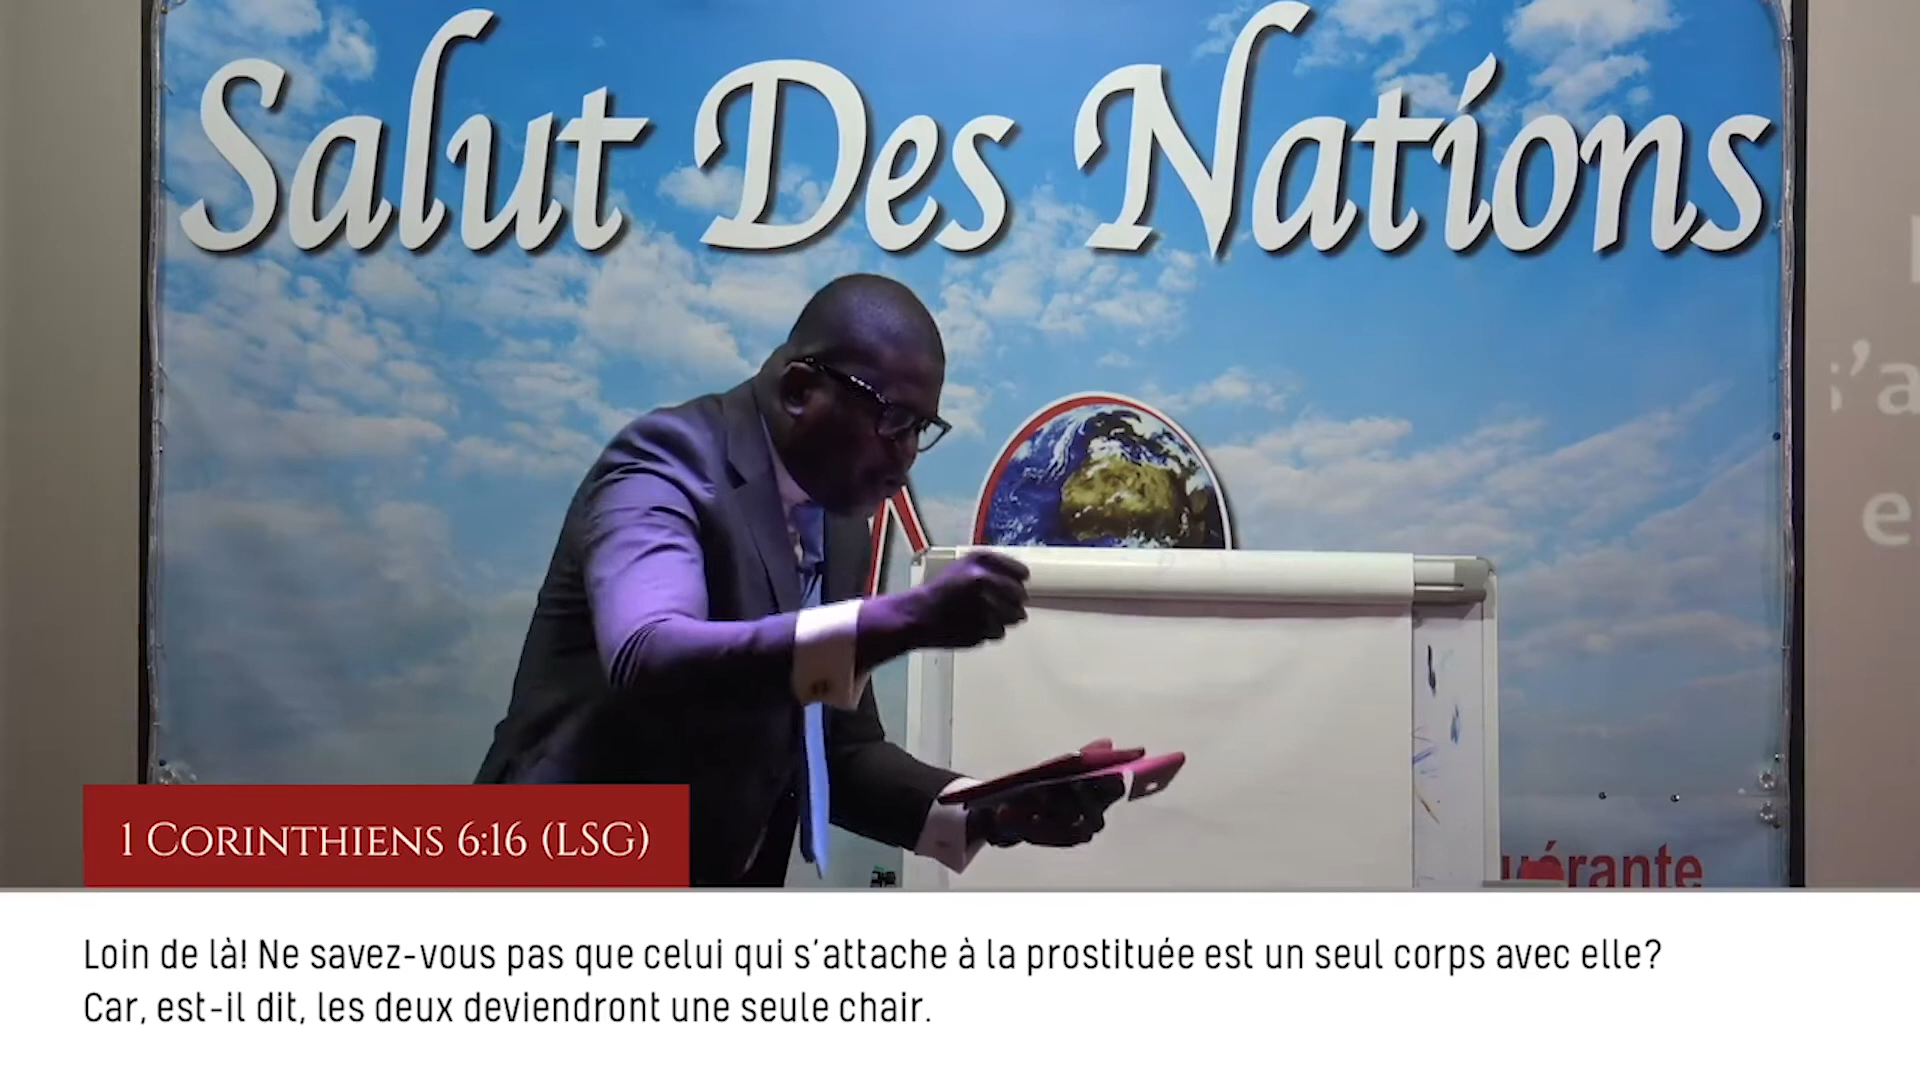 Salut Des Nations
s'a
e
1 Corinthiens 6:16 (LSG)
Loin de là! Ne savez-vous pas que celui qui s'attache à la prostituée est un seul corps avec elle?
Car, est-il dit, les deux deviendront une seule chair.